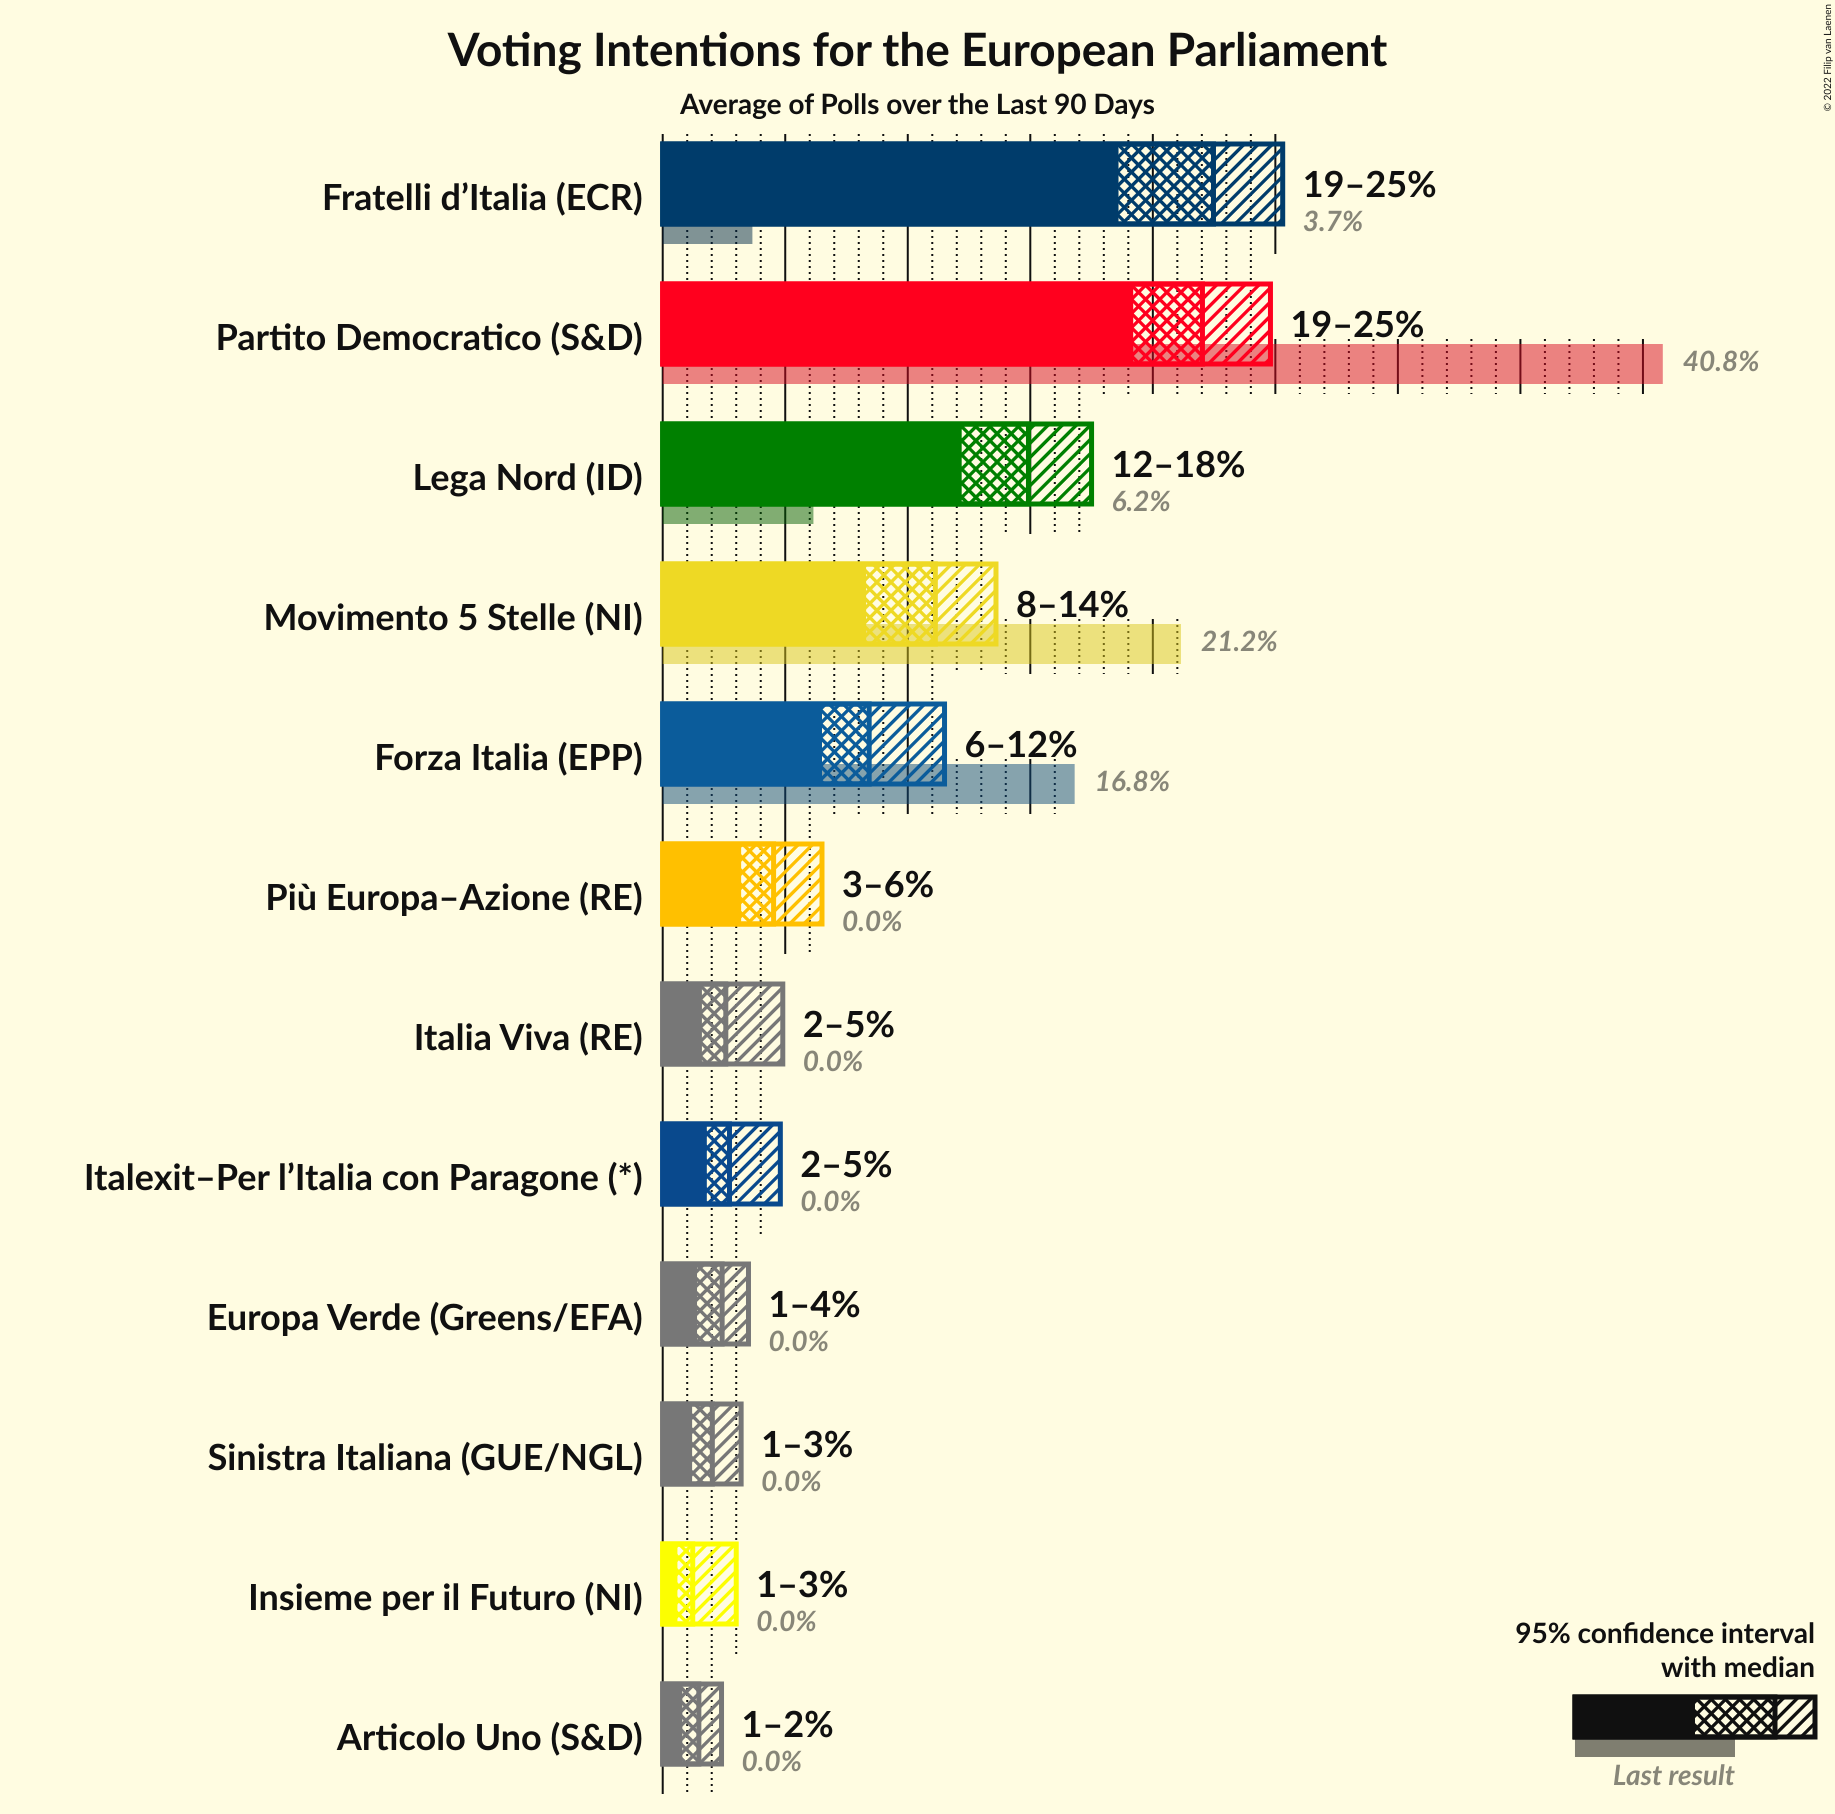 Voting Intentions for the European Parliament
Average of Polls over the Last 90 Days
© 2022 Filip van Laenen
Fratelli d’Italia (ECR)
19–25%
3.7%
Partito Democratico (S&D)
19–25%
40.8%
Lega Nord (ID)
12–18%
6.2%
Movimento 5 Stelle (NI)
8–14%
21.2%
Forza Italia (EPP)
6–12%
16.8%
Più Europa–Azione (RE)
3–6%
0.0%
Italia Viva (RE)
2–5%
0.0%
Italexit–Per l’Italia con Paragone (*)
2–5%
0.0%
Europa Verde (Greens/EFA)
1–4%
0.0%
Sinistra Italiana (GUE/NGL)
1–3%
0.0%
Insieme per il Futuro (NI)
1–3%
0.0%
Articolo Uno (S&D)
1–2%
0.0%
95% confidence interval
with median
Last result